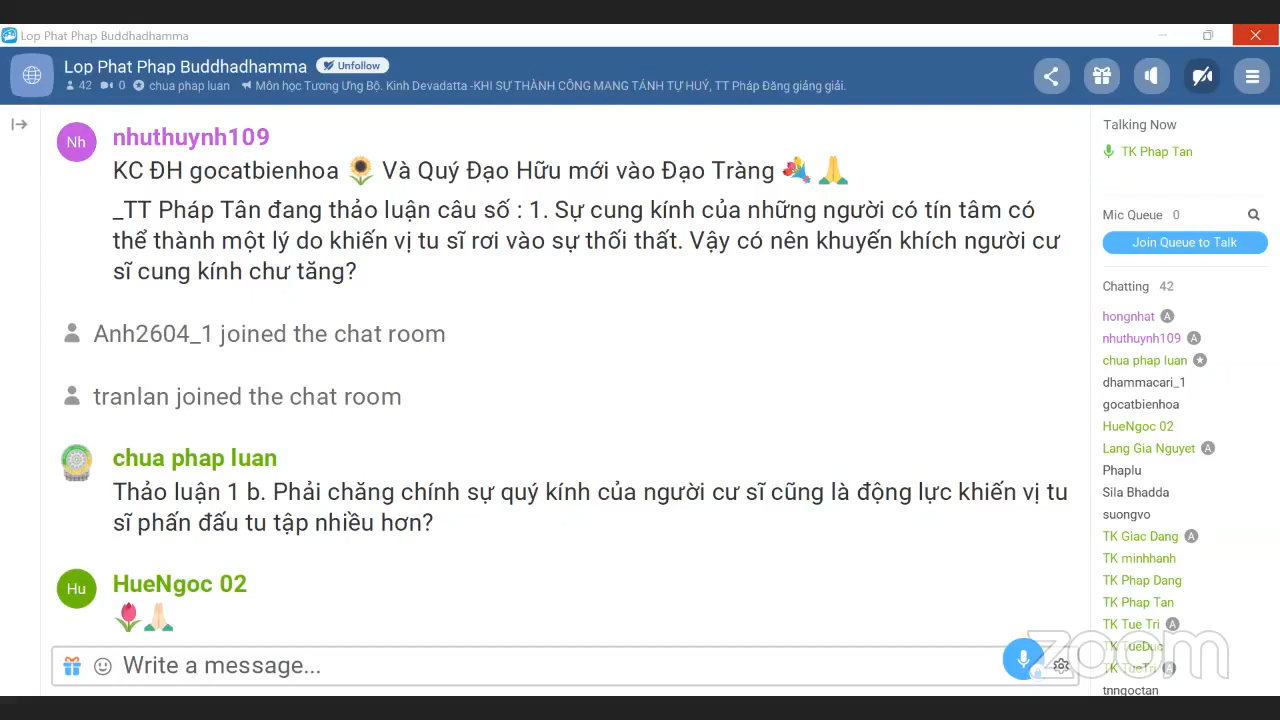 Lop Phat Phap Buddhadhamma
Lop Phat Phap Buddhadhamma Unfollow
42 0 chua phap luan Môn học Tương Ưng Bộ. Kinh Devadatta -KHI SỰ THÀNH CÔNG MANG TÁNH TỰ HUỶ, TT Pháp Đăng giảng giải.
Nh nhuthuynh109
KC ĐH gocatbienhoa 🌻 Và Quý Đạo Hữu mới vào Đạo Tràng 💐 🙏
_TT Pháp Tân đang thảo luận câu số : 1. Sự cung kính của những người có tín tâm có
thể thành một lý do khiến vị tu sĩ rơi vào sự thối thất. Vậy có nên khuyến khích người cư
sĩ cung kính chư tăng?
Anh2604_1 joined the chat room
tranlan joined the chat room
chua phap luan
Thảo luận 1 b. Phải chăng chính sự quý kính của người cư sĩ cũng là động lực khiến vị tu
sĩ phấn đấu tu tập nhiều hơn?
Hu HueNgoc 02
🌷🙏🏻
Write a message...
Talking Now
TK Phap Tan
Mic Queue 0
Join Queue to Talk
Chatting 42
hongnhat A
nhuthuynh109 A
chua phap luan
dhammacari_1
gocatbienhoa
HueNgoc 02
Lang Gia Nguyet A
Phaplu
Sila Bhadda
suongvo
TK Giac Dang A
TK minhhanh
TK Phap Dang
TK Phap Tan
TK Tue Tri A
TK TueDuc
TK TueTri A
tnngoctan
zoom